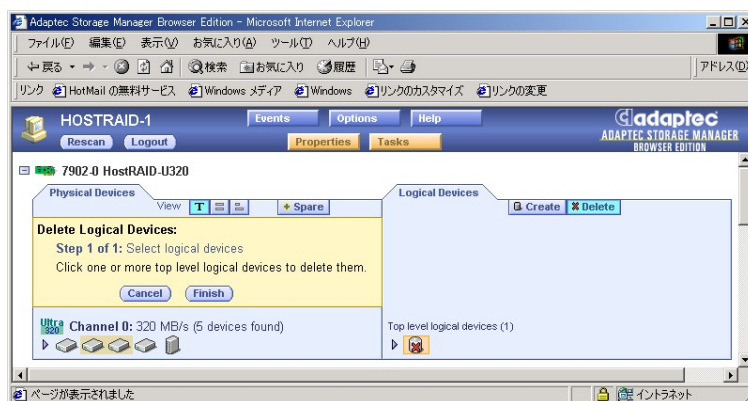 Adaptec Storage Manager Browser Edition - Microsoft Internet Explorer
ファイル(F) 編集(E) 表示(V) お気に入り(A) ツール(T) ヘルプ(H)
戻る 検索 お気に入り 履歴 アドレス(D)
リンク HotMail の無料サービス Windows メディア Windows リンクのカスタマイズ リンクの変更
HOSTRAID-1 Events Options Help adaptec
Rescan Logout Properties Tasks ADAPTEC STORAGE MANAGER
BROWSER EDITION
7902-0 HostRAID-U320
Physical Devices Logical Devices
View T + Spare Create Delete
Delete Logical Devices:
Step 1 of 1: Select logical devices
Click one or more top level logical devices to delete them.
Cancel Finish
Ultra 320 Channel 0: 320 MB/s (5 devices found) Top level logical devices (1)
ページが表示されました イントラネット